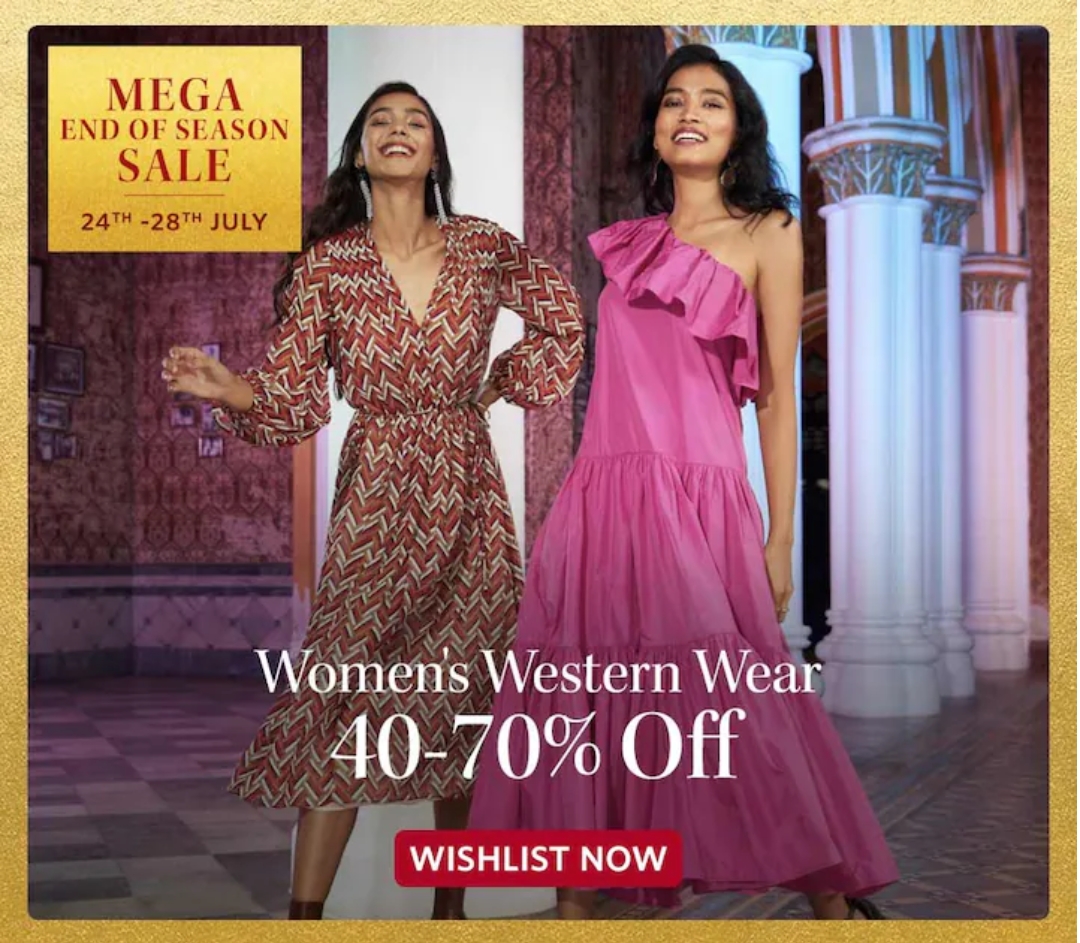 MEGA
END OF SEASON
SALE
24TH -28TH JULY
Women's Western Wear
40-70% Off
WISHLIST NOW